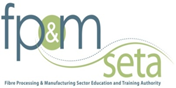 fp&m
seta
Fibre Processing & Manufacturing Sector Education and Training Authority